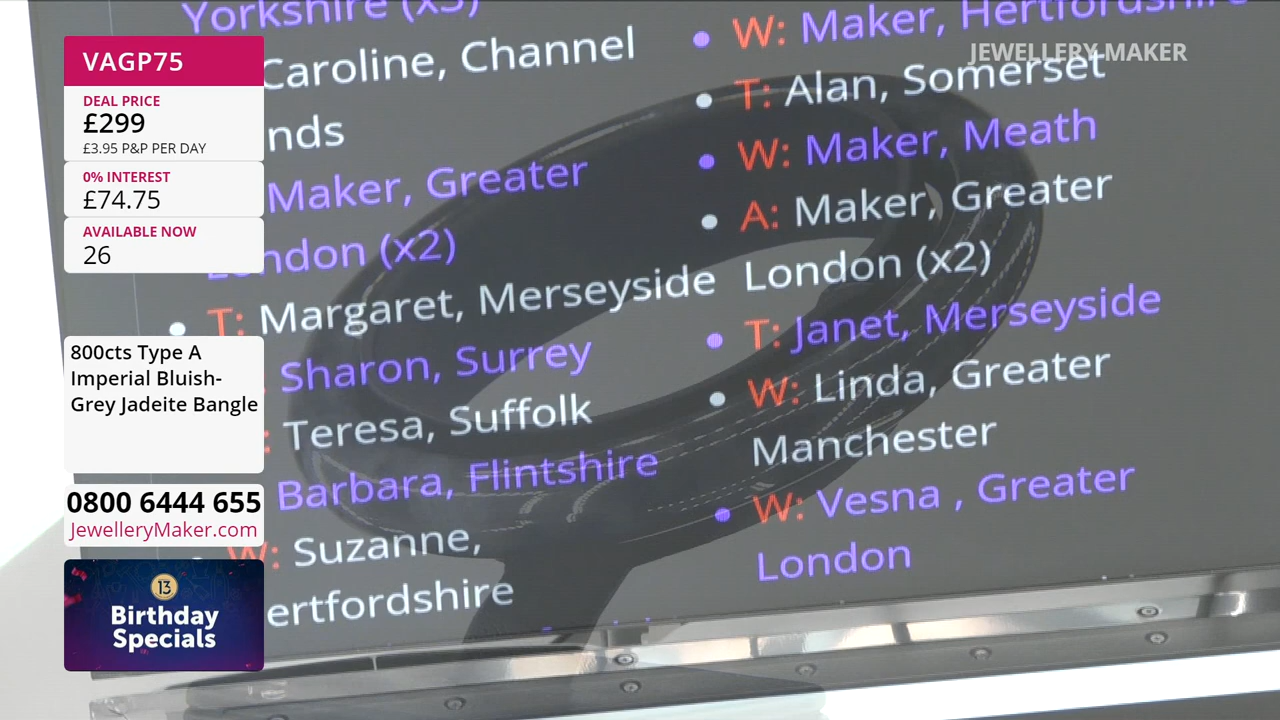 VAGP75
DEAL PRICE
£299
£3.95 P&P PER DAY
0% INTEREST
£74.75
AVAILABLE NOW
26
800cts Type A
Imperial Bluish-
Grey Jadeite Bangle
0800 6444 655
JewelleryMaker.com
13
Birthday
Specials
JEWELLERY MAKER
Yorkshire
Caroline, Channel
nds
Maker, Greater
London (x2)
T: Margaret, Merseyside
Sharon, Surrey
Teresa, Suffolk
Barbara, Flintshire
W: Suzanne,
ertfordshire
W: Maker, Hertfordshire
T: Alan, Somerset
W: Maker, Meath
A: Maker, Greater
London (x2)
T: Janet, Merseyside
W: Linda, Greater
Manchester
W: Vesna , Greater
London